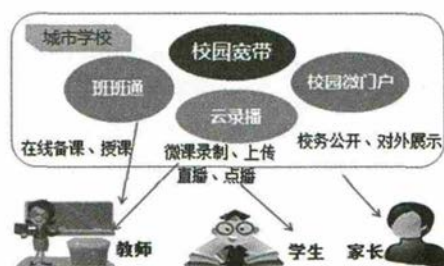 城市学校
校园宽带
班班通
校园微门户
云录播
在线备课、授课
微课录制、上传
直播、点播
校务公开、对外展示
教师
学生
家长